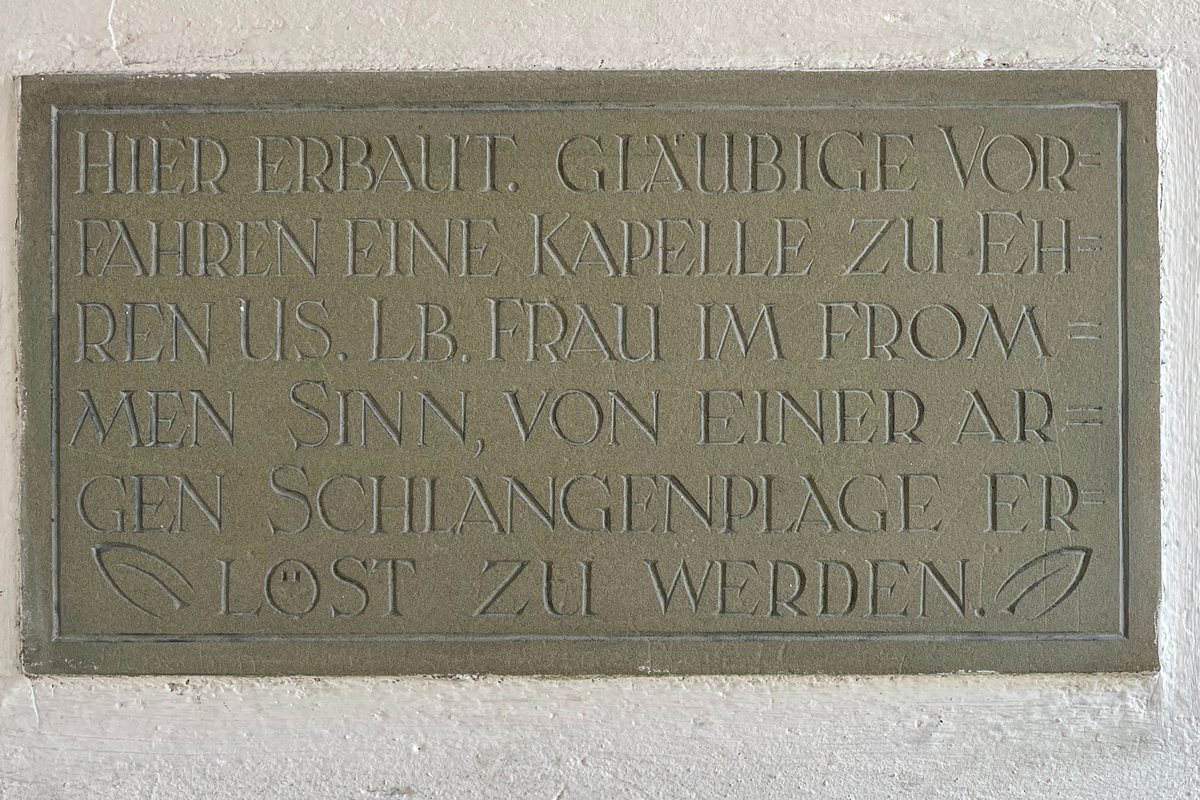 HIER ERBAUT. GLÄUBIGE VOR=
FAHREN EINE KAPELLE ZU EH=
REN US. LB. FRAU IM FROM=
MEN SINN, VON EINER AR=
GEN SCHLANGENPLAGE ER=
LÖST ZU WERDEN.